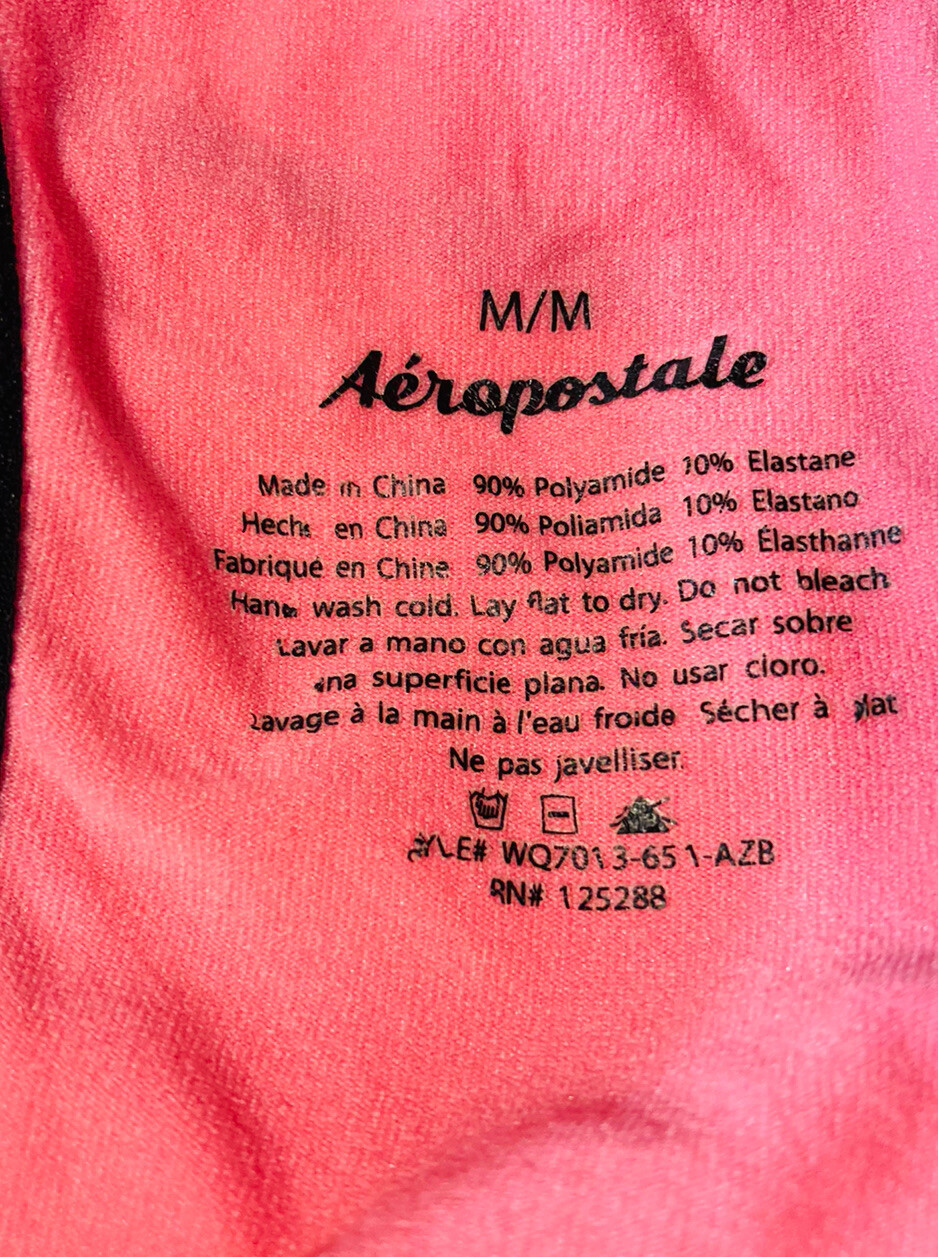 M/M
Aéropostale
Made in China 90% Polyamide 10% Elastane
Hecho en China 90% Poliamida 10% Elastano
Fabriqué en Chine 90% Polyamide 10% Élasthanne
Hand wash cold. Lay flat to dry. Do not bleach
Lavar a mano con agua fría. Secar sobre
una superficie plana. No usar cloro.
Lavage à la main à l'eau froide Sécher à plat
Ne pas javelliser.
STYLE# WQ7013-651-AZB
RN# 125288